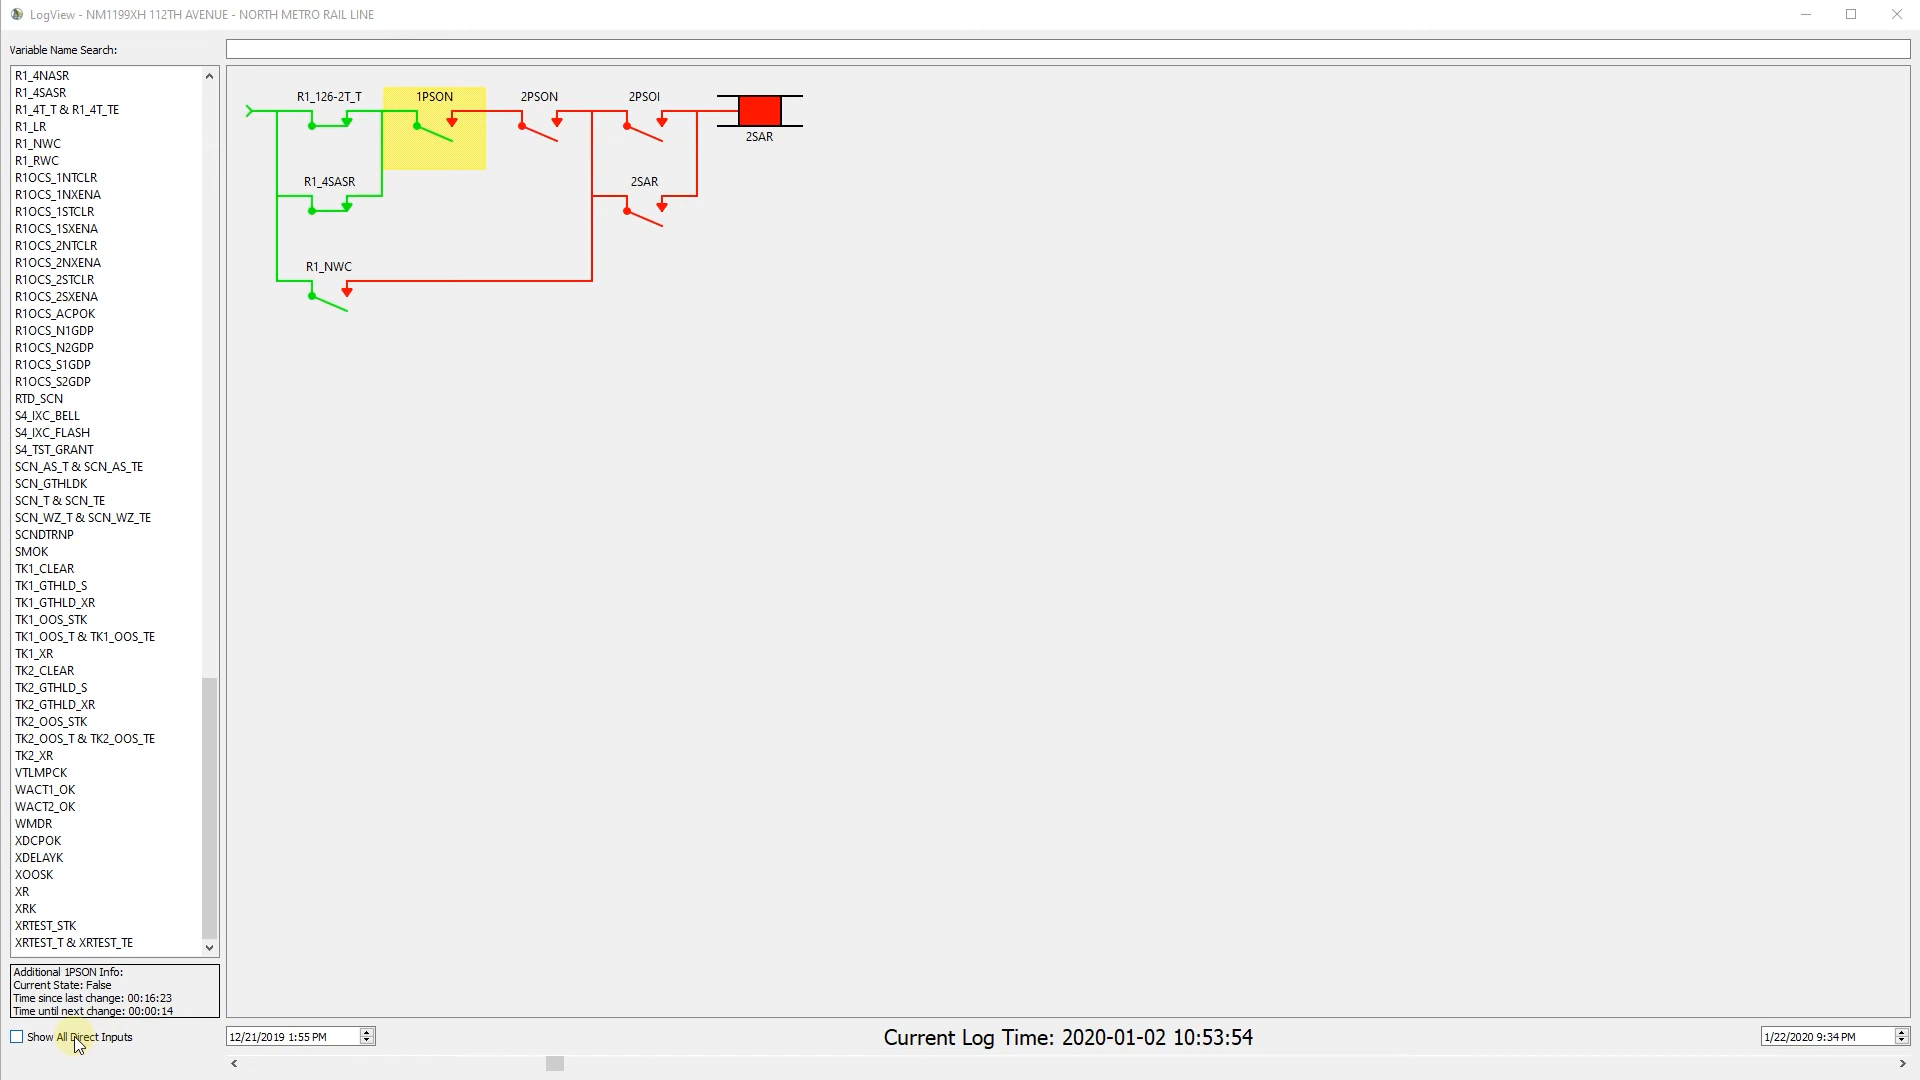 LogView - NM1199XH 112TH AVENUE - NORTH METRO RAIL LINE
Variable Name Search:
R1_4NASR
R1_4SASR
R1_4T_T & R1_4T_TE
R1_LR
R1_NWC
R1_RWC
R1OCS_1NTCLR
R1OCS_1NXENA
R1OCS_1STCLR
R1OCS_1SXENA
R1OCS_2NTCLR
R1OCS_2NXENA
R1OCS_2STCLR
R1OCS_2SXENA
R1OCS_ACPOK
R1OCS_N1GDP
R1OCS_N2GDP
R1OCS_S1GDP
R1OCS_S2GDP
RTD_SCN
S4_IXC_BELL
S4_IXC_FLASH
S4_TST_GRANT
SCN_AS_T & SCN_AS_TE
SCN_GTHLDK
SCN_T & SCN_TE
SCN_WZ_T & SCN_WZ_TE
SCNDTRNP
SMOK
TK1_CLEAR
TK1_GTHLD_S
TK1_GTHLD_XR
TK1_OOS_STK
TK1_OOS_T & TK1_OOS_TE
TK1_XR
TK2_CLEAR
TK2_GTHLD_S
TK2_GTHLD_XR
TK2_OOS_STK
TK2_OOS_T & TK2_OOS_TE
TK2_XR
VTLMPCK
WACT1_OK
WACT2_OK
WMDR
XDCPOK
XDELAYK
XOOSK
XR
XRK
XRTEST_STK
XRTEST_T & XRTEST_TE
Additional 1PSON Info:
Current State: False
Time since last change: 00:16:23
Time until next change: 00:00:14
Show All Direct Inputs
R1_126-2T_T 1PSON 2PSON 2PSOI
2SAR
R1_4SASR 2SAR
R1_NWC
12/21/2019 1:55 PM Current Log Time: 2020-01-02 10:53:54 1/22/2020 9:34 PM